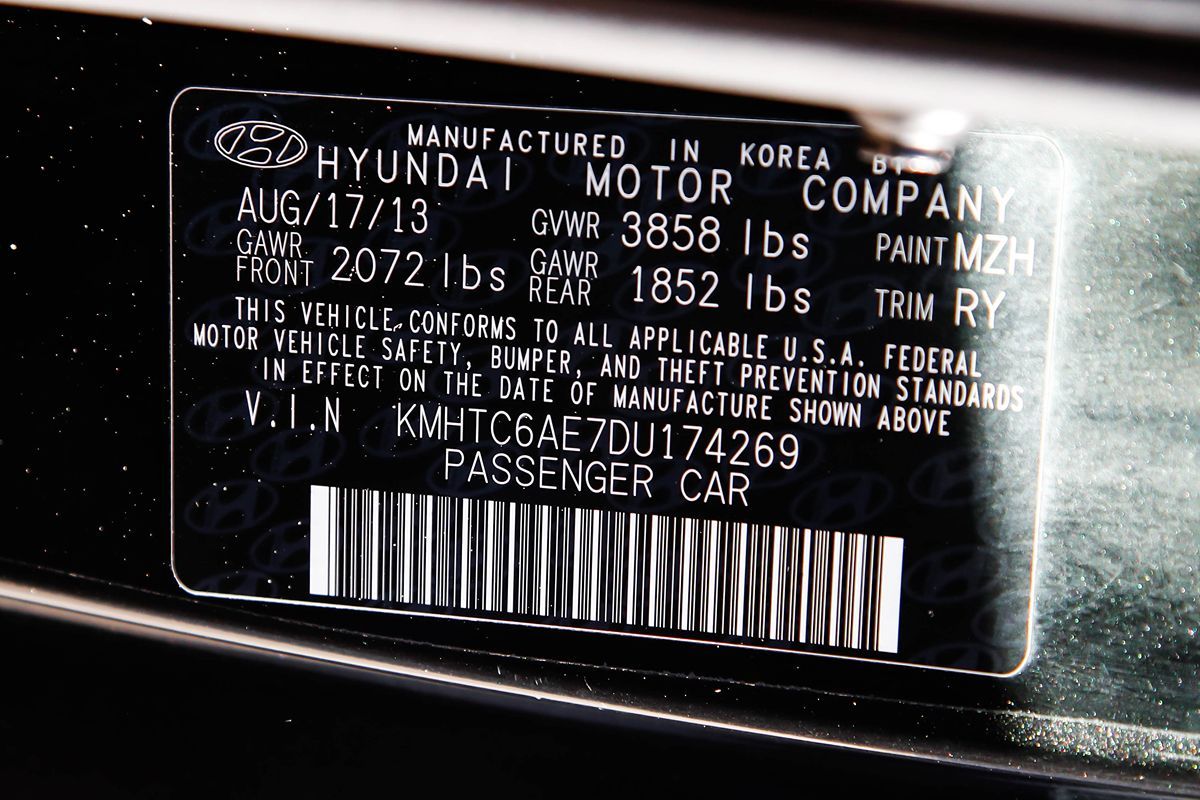 MANUFACTURED IN KOREA
HYUNDAI MOTOR COMPANY
AUG/17/13 GVWR 3858 lbs PAINT MZH
GAWR FRONT 2072 lbs GAWR REAR 1852 lbs TRIM RY
THIS VEHICLE CONFORMS TO ALL APPLICABLE U.S.A. FEDERAL
MOTOR VEHICLE SAFETY, BUMPER, AND THEFT PREVENTION STANDARDS
IN EFFECT ON THE DATE OF MANUFACTURE SHOWN ABOVE
V.I.N KMHTC6AE7DU174269
PASSENGER CAR